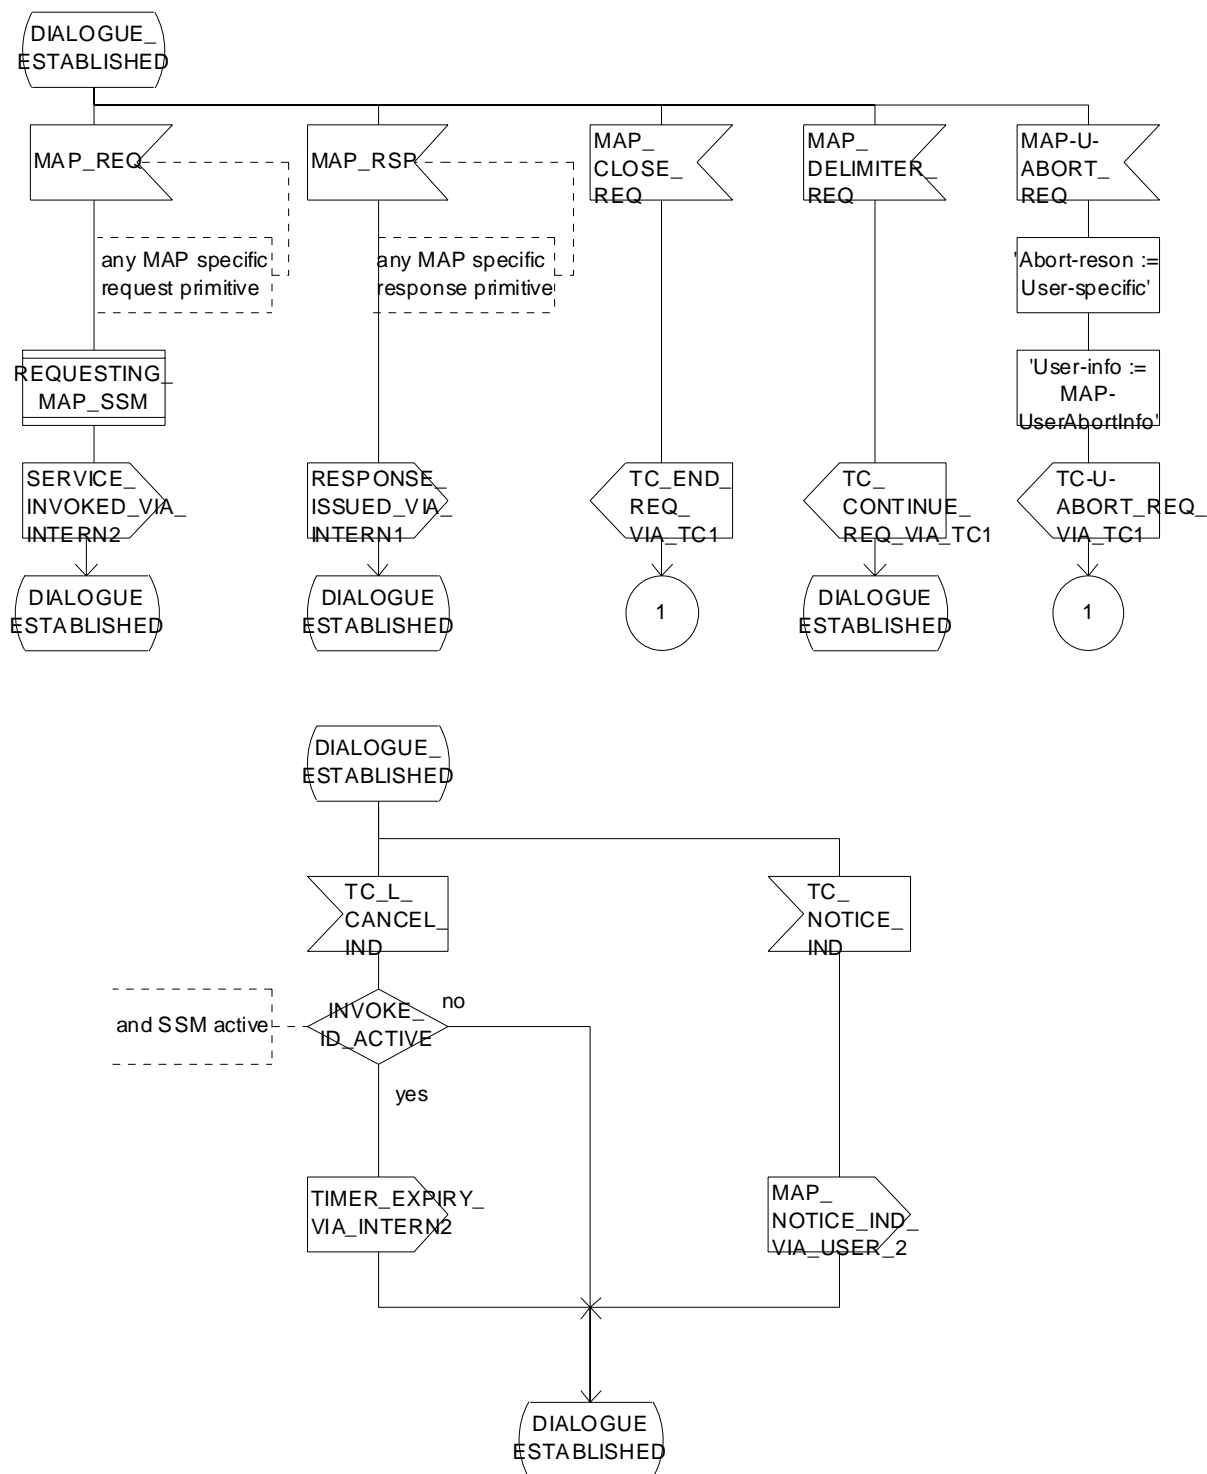 DIALOGUE_
ESTABLISHED
MAP_REQ
any MAP specific
request primitive
REQUESTING_
MAP_SSM
SERVICE_
INVOKED_VIA_
INTERN2
DIALOGUE
ESTABLISHED
MAP_RSP
any MAP specific
response primitive
RESPONSE_
ISSUED_VIA_
INTERN1
DIALOGUE
ESTABLISHED
MAP_
CLOSE_
REQ
TC_END_
REQ_
VIA_TC1
1
MAP_
DELIMITER_
REQ
TC_
CONTINUE_
REQ_VIA_TC1
DIALOGUE
ESTABLISHED
MAP-U-
ABORT_
REQ
'Abort-reson :=
User-specific'
'User-info :=
MAP-
UserAbortInfo'
TC-U-
ABORT_REQ_
VIA_TC1
1
DIALOGUE_
ESTABLISHED
TC_L_
CANCEL_
IND
and SSM active
INVOKE_
ID_ACTIVE
no
yes
TIMER_EXPIRY_
VIA_INTERN2
TC_
NOTICE_
IND
MAP_
NOTICE_IND_
VIA_USER_2
DIALOGUE
ESTABLISHED